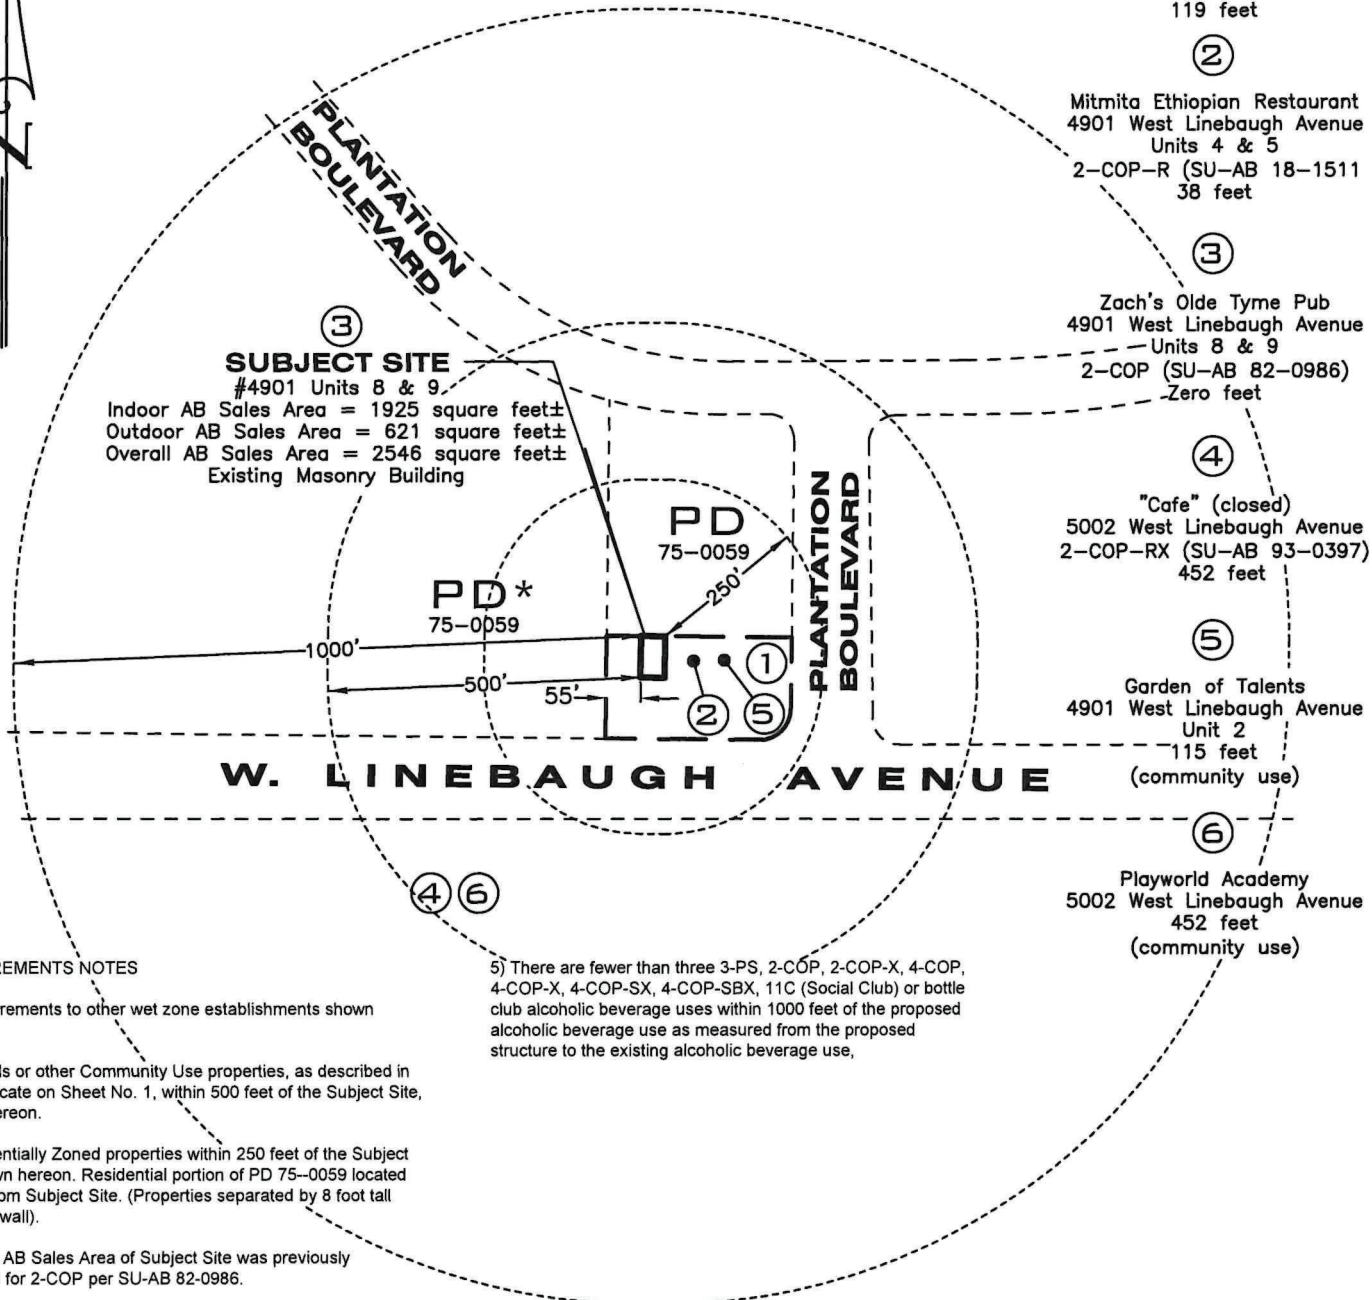 119 feet
2
Mitmita Ethiopian Restaurant
4901 West Linebaugh Avenue
Units 4 & 5
2-COP-R (SU-AB 18-1511
38 feet
3
Zach's Olde Tyme Pub
4901 West Linebaugh Avenue
Units 8 & 9
2-COP (SU-AB 82-0986)
Zero feet
4
"Cafe" (closed)
5002 West Linebaugh Avenue
2-COP-RX (SU-AB 93-0397)
452 feet
5
Garden of Talents
4901 West Linebaugh Avenue
Unit 2
115 feet
(community use)
6
Playworld Academy
5002 West Linebaugh Avenue
452 feet
(community use)
PLANTATION
BOULEVARD
3
SUBJECT SITE
#4901 Units 8 & 9
Indoor AB Sales Area = 1925 square feet±
Outdoor AB Sales Area = 621 square feet±
Overall AB Sales Area = 2546 square feet±
Existing Masonry Building
PD
75-0059
250'
PLANTATION
BOULEVARD
PD*
75-0059
1000'
500'
55'
1
2
5
W. LINEBAUGH AVENUE
4 6
REMENTS NOTES
rements to other wet zone establishments shown
ls or other Community Use properties, as described in
cate on Sheet No. 1, within 500 feet of the Subject Site,
ereon.
entially Zoned properties within 250 feet of the Subject
vn hereon. Residential portion of PD 75--0059 located
om Subject Site. (Properties separated by 8 foot tall
wall).
AB Sales Area of Subject Site was previously
for 2-COP per SU-AB 82-0986.
5) There are fewer than three 3-PS, 2-COP, 2-COP-X, 4-COP,
4-COP-X, 4-COP-SX, 4-COP-SBX, 11C (Social Club) or bottle
club alcoholic beverage uses within 1000 feet of the proposed
alcoholic beverage use as measured from the proposed
structure to the existing alcoholic beverage use,